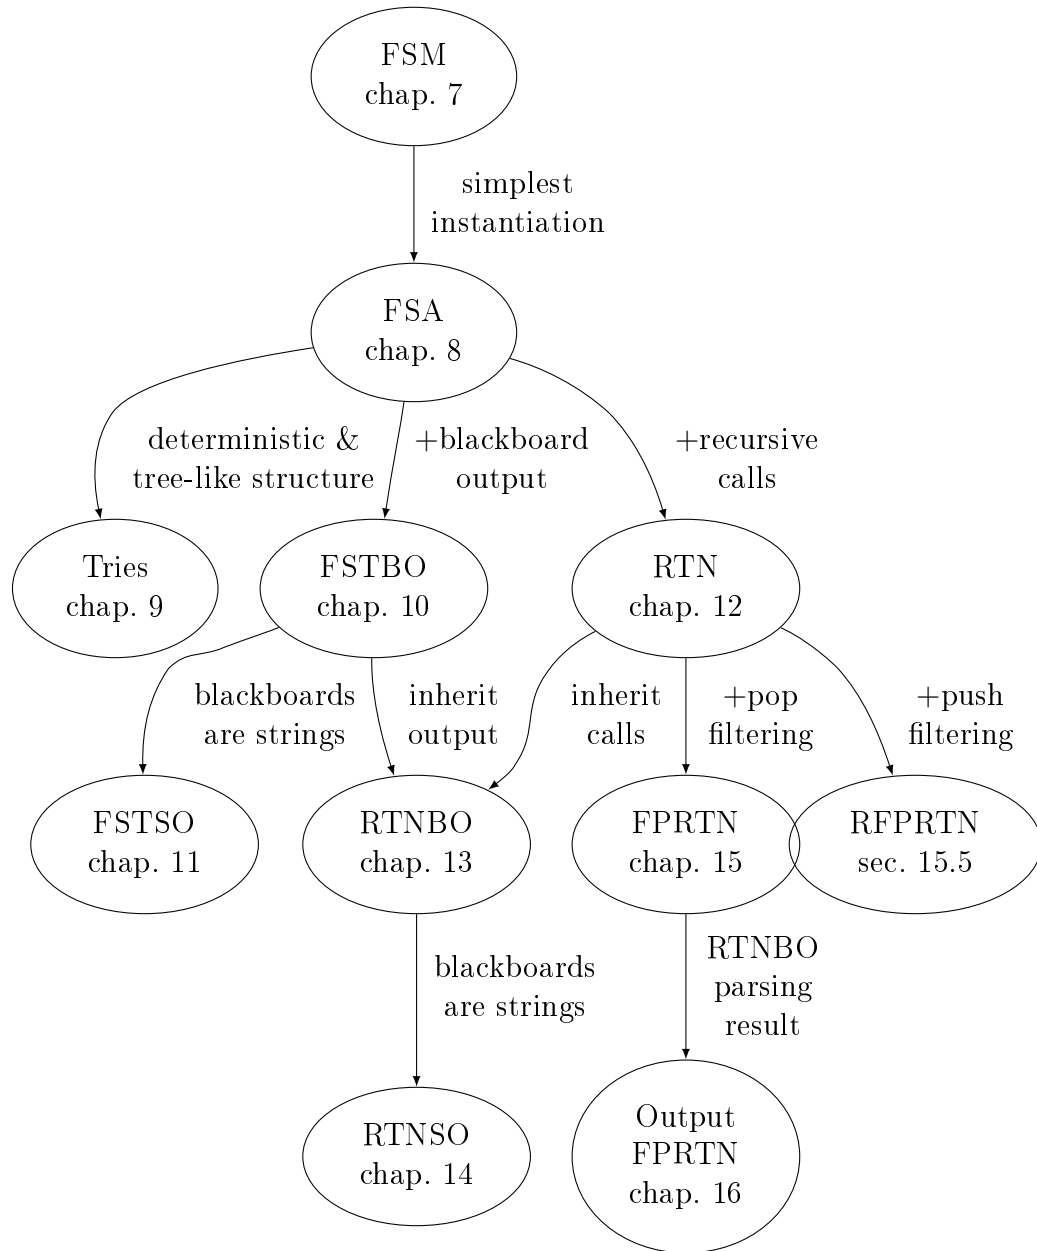 FSM
chap. 7
simplest
instantiation
FSA
chap. 8
deterministic &
tree-like structure
+blackboard
output
+recursive
calls
Tries
chap. 9
FSTBO
chap. 10
RTN
chap. 12
blackboards
are strings
inherit
output
inherit
calls
+pop
filtering
+push
filtering
FSTSO
chap. 11
RTNBO
chap. 13
FPRTN
chap. 15
RFPRTN
sec. 15.5
blackboards
are strings
RTNBO
parsing
result
RTNSO
chap. 14
Output
FPRTN
chap. 16